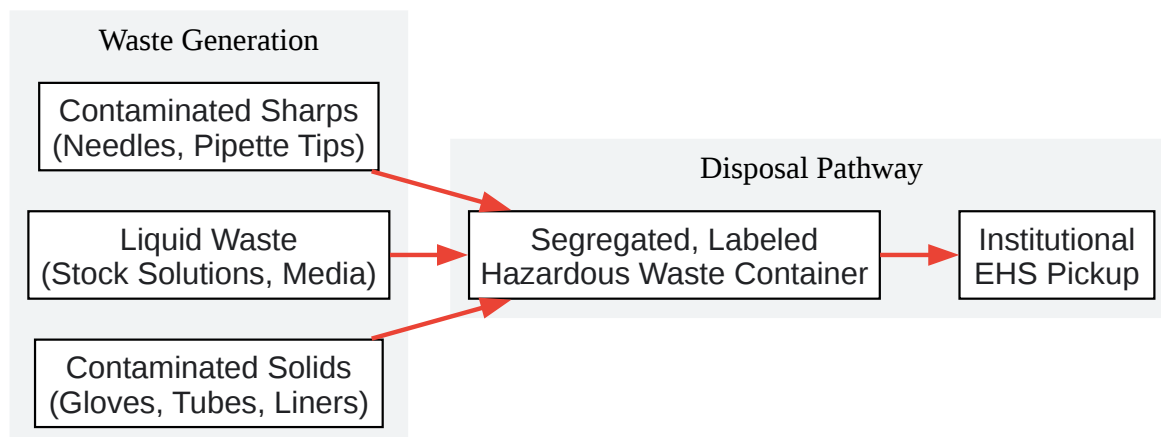 Waste Generation
Contaminated Sharps
(Needles, Pipette Tips)
Liquid Waste
(Stock Solutions, Media)
Contaminated Solids
(Gloves, Tubes, Liners)
Disposal Pathway
Segregated, Labeled
Hazardous Waste Container
Institutional
EHS Pickup